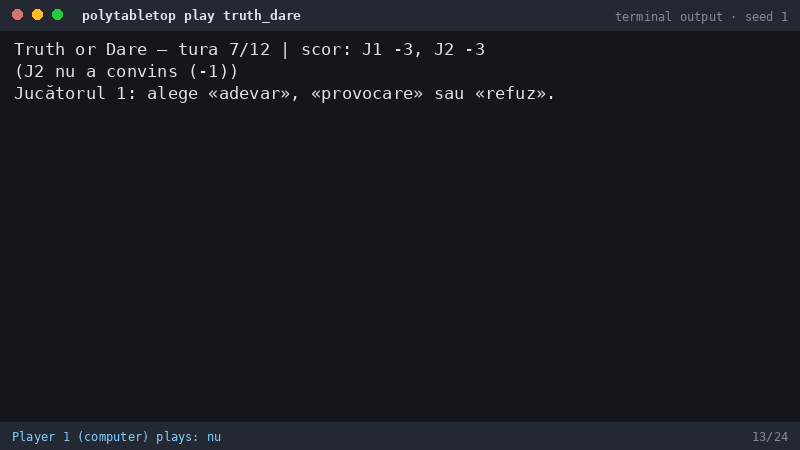 polytabletop play truth_dare
terminal output · seed 1
Truth or Dare — tura 7/12 | scor: J1 -3, J2 -3
(J2 nu a convins (-1))
Jucătorul 1: alege «adevar», «provocare» sau «refuz».
Player 1 (computer) plays: nu
13/24